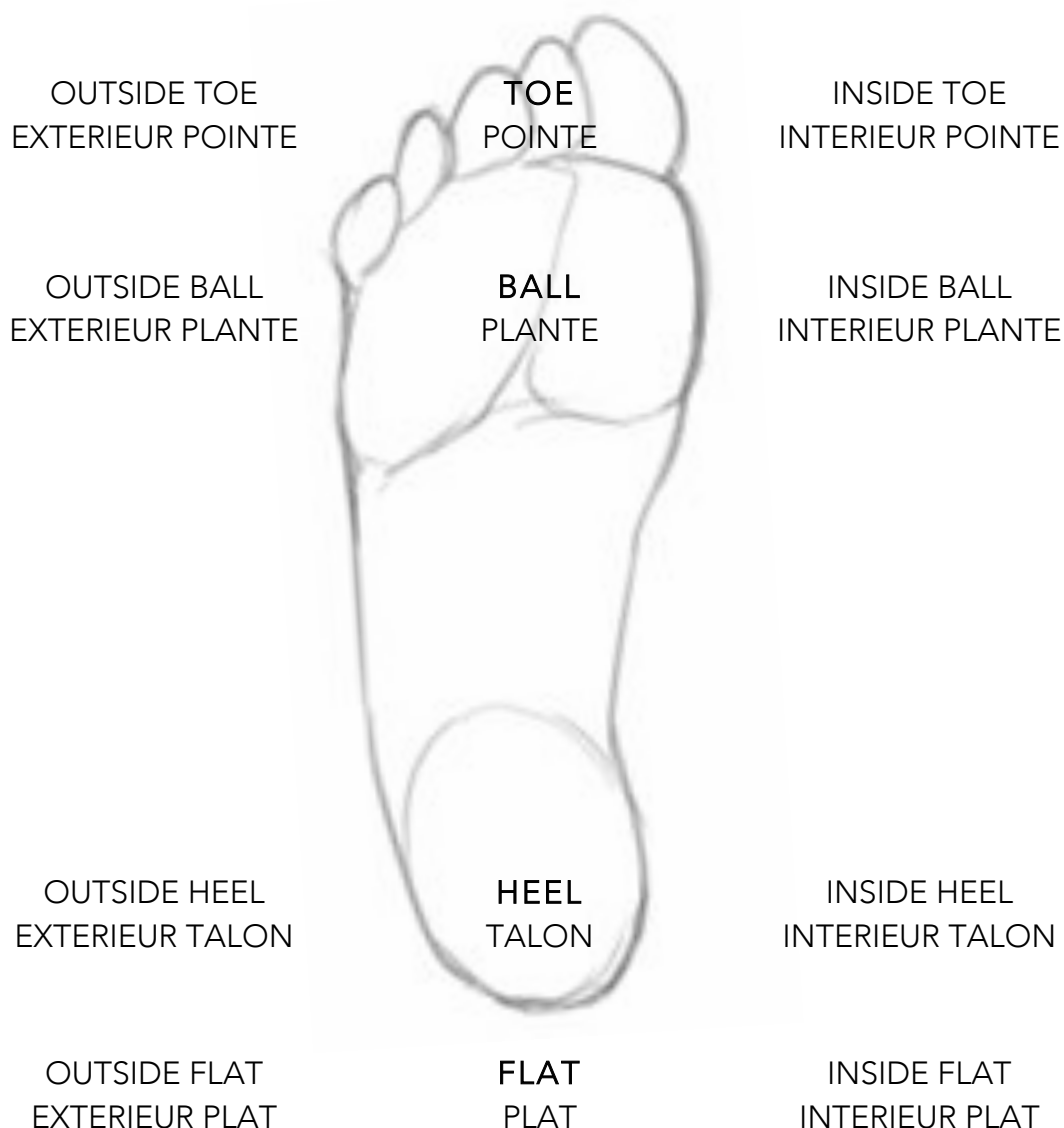 OUTSIDE TOE
EXTERIEUR POINTE
TOE
POINTE
INSIDE TOE
INTERIEUR POINTE
OUTSIDE BALL
EXTERIEUR PLANTE
BALL
PLANTE
INSIDE BALL
INTERIEUR PLANTE
OUTSIDE HEEL
EXTERIEUR TALON
HEEL
TALON
INSIDE HEEL
INTERIEUR TALON
OUTSIDE FLAT
EXTERIEUR PLAT
FLAT
PLAT
INSIDE FLAT
INTERIEUR PLAT